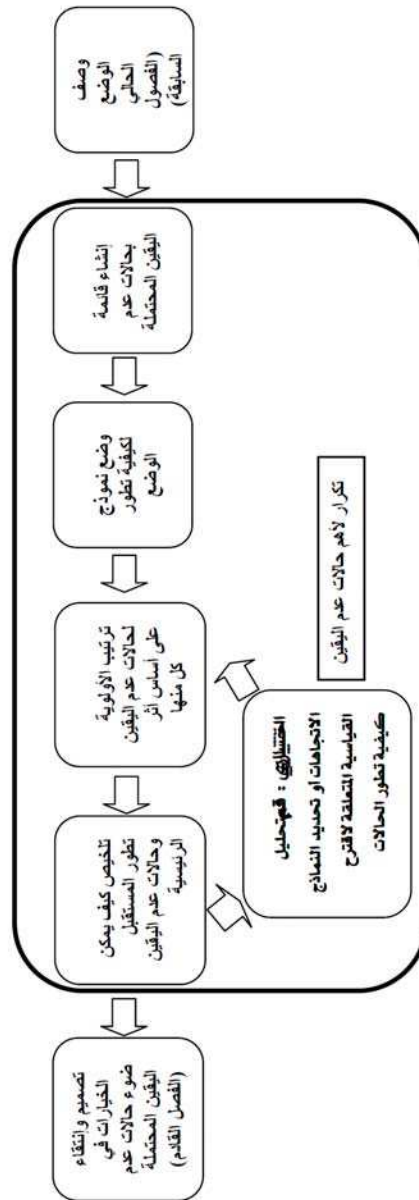 وصف
الوضع
الحالي
(الفصول
السابقة)
إنشاء قائمة
بحالات عدم
اليقين المحتملة
وضع نموذج
لكيفية تطور
الوضع
ترتيب الأولوية
لحالات عدم اليقين
على أساس أثر
كل منها
تلخيص كيف يمكن
تطور المستقبل
وحالات عدم اليقين
الرئيسية
تصميم وإنتقاء
الخيارات في
ضوء حالات عدم
اليقين المحتملة
(الفصل القادم)
تكرار لأهم حالات عدم اليقين
الاتجاهات أو تحديد النماذج
القياسية المتعلقة لاقترح
كيفية تطور الحالات